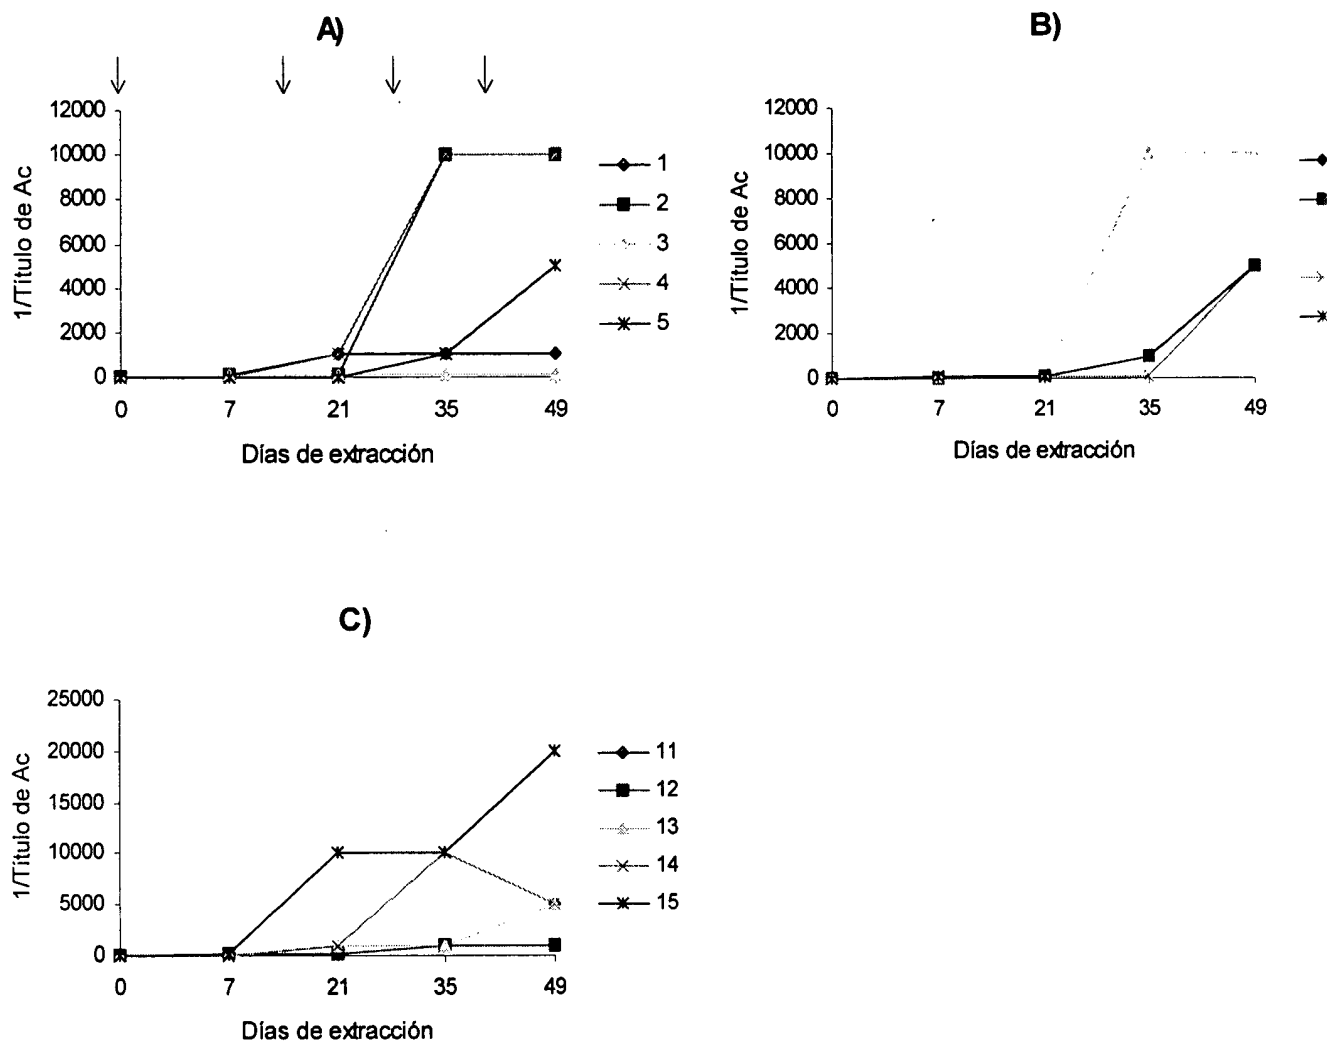 A)
12000
10000
8000
6000
4000
2000
0
1/Título de Ac
0 7 21 35 49
Días de extracción
1
2
3
4
5
B)
12000
10000
8000
6000
4000
2000
0
1/Título de Ac
0 7 21 35 49
Días de extracción
C)
25000
20000
15000
10000
5000
0
1/Título de Ac
0 7 21 35 49
Días de extracción
11
12
13
14
15